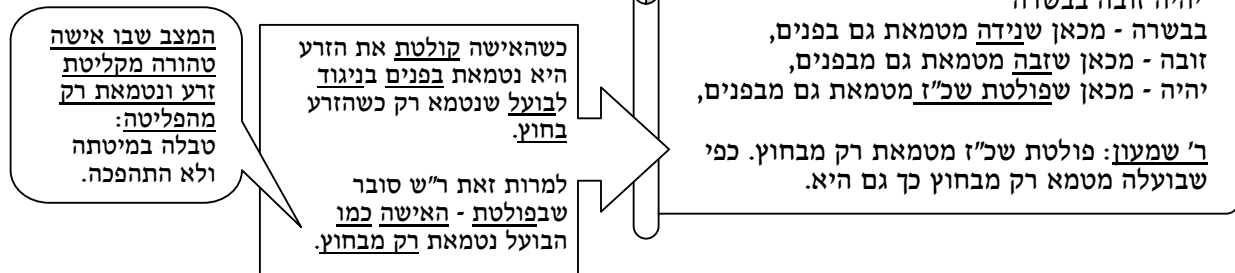 יהיה זובה בבשרה
בבשרה - מכאן שנידה מטמאת גם בפנים,
זובה - מכאן שזבה מטמאת גם מבפנים,
יהיה - מכאן שפולטת שכ"ז מטמאת גם מבפנים,
ר' שמעון: פולטת שכ"ז מטמאת רק מבחוץ. כפי
שבועלה מטמא רק מבחוץ כך גם היא.
כשהאישה קולטת את הזרע
היא נטמאת בפנים בניגוד
לבועל שנטמא רק כשהזרע
בחוץ.
למרות זאת ר"ש סובר
שבפולטת - האישה כמו
הבועל נטמאת רק מבחוץ.
המצב שבו אישה
טהורה מקליטת
זרע ונטמאת רק
מהפליטה:
טבלה במיטתה
ולא התהפכה.